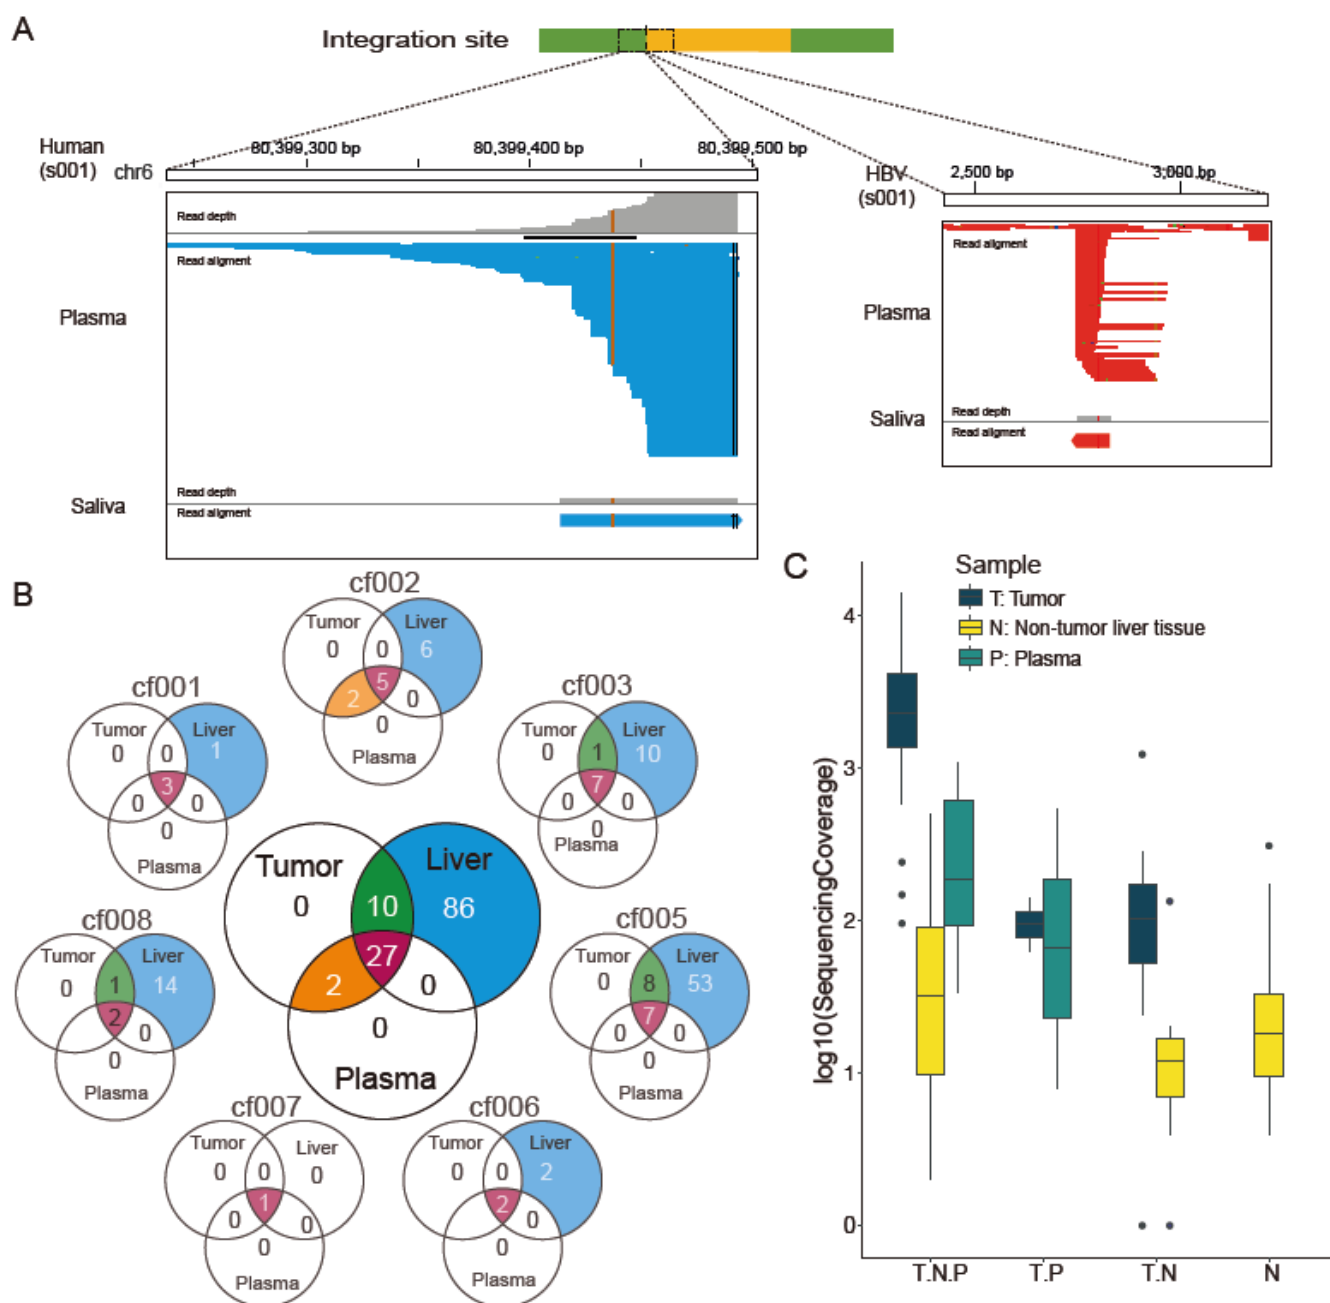 A
Integration site
Human
(s001)
chr6
80,399,300 bp
80,399,400 bp
80,399,500 bp
Read depth
Read aligment
Plasma
Read depth
Saliva
Read aligment
HBV
(s001)
2,500 bp
3,000 bp
Read aligment
Plasma
Saliva
Read depth
Read aligment
B
cf002
Tumor Liver
0 0 6
5
2 0
0
Plasma
cf001
Tumor Liver
0 0 1
3
0 0
0
Plasma
cf003
Tumor Liver
0 1 10
7
0 0
0
Plasma
Tumor Liver
0 10 86
27
2 0
0
Plasma
cf008
Tumor Liver
0 1 14
2
0 0
0
Plasma
cf005
Tumor Liver
0 8 53
7
0 0
0
Plasma
cf007
Tumor Liver
0 0 0
1
0 0
0
Plasma
cf006
Tumor Liver
0 0 2
2
0 0
0
Plasma
C
Sample
T: Tumor
N: Non-tumor liver tissue
P: Plasma
log10(SequencingCoverage)
4
3
2
1
0
T.N.P T.P T.N N